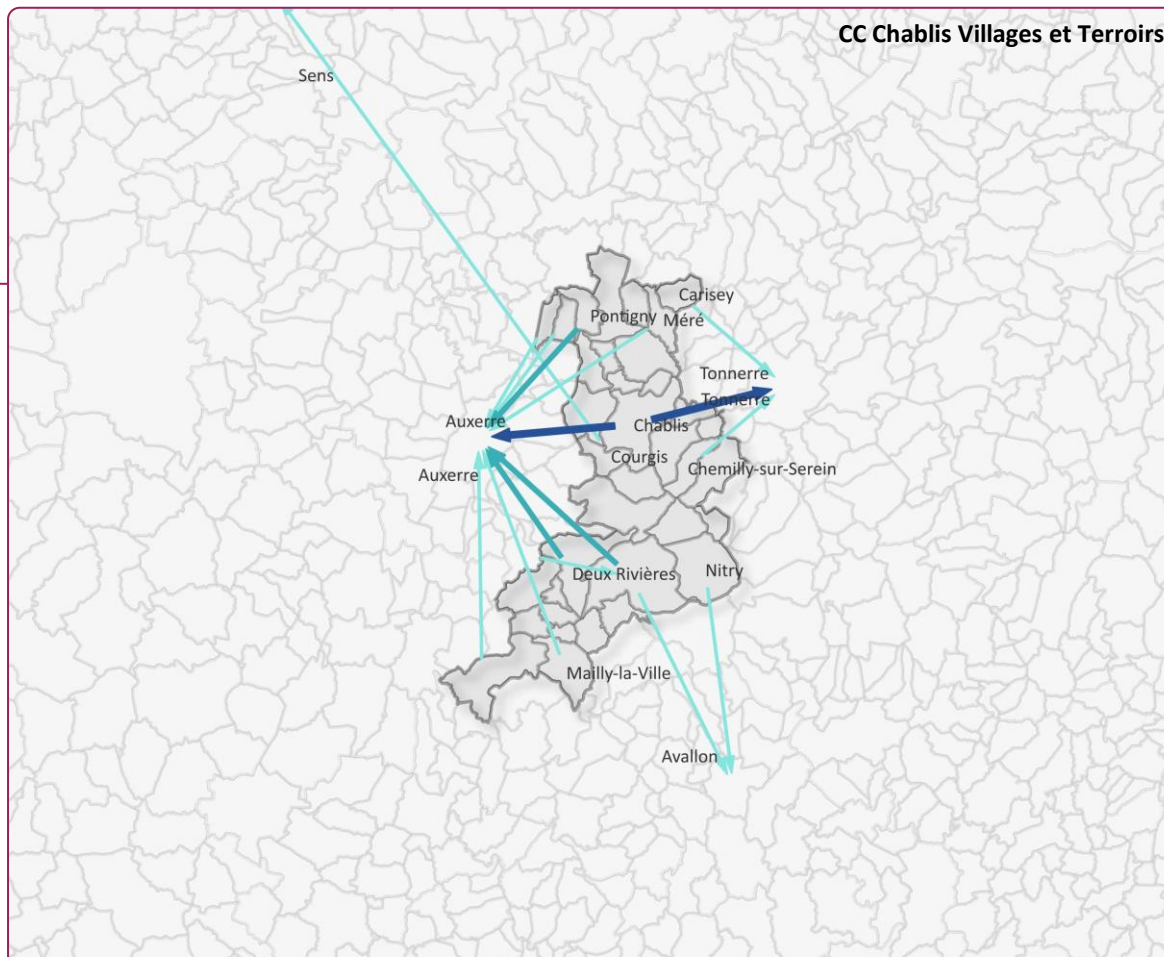 CC Chablis Villages et Terroirs
Sens
Carisey
Pontigny
Méré
Tonnerre
Tonnerre
Auxerre
Chablis
Courgis
Auxerre
Chemilly-sur-Serein
Deux Rivières
Nitry
Mailly-la-Ville
Avallon